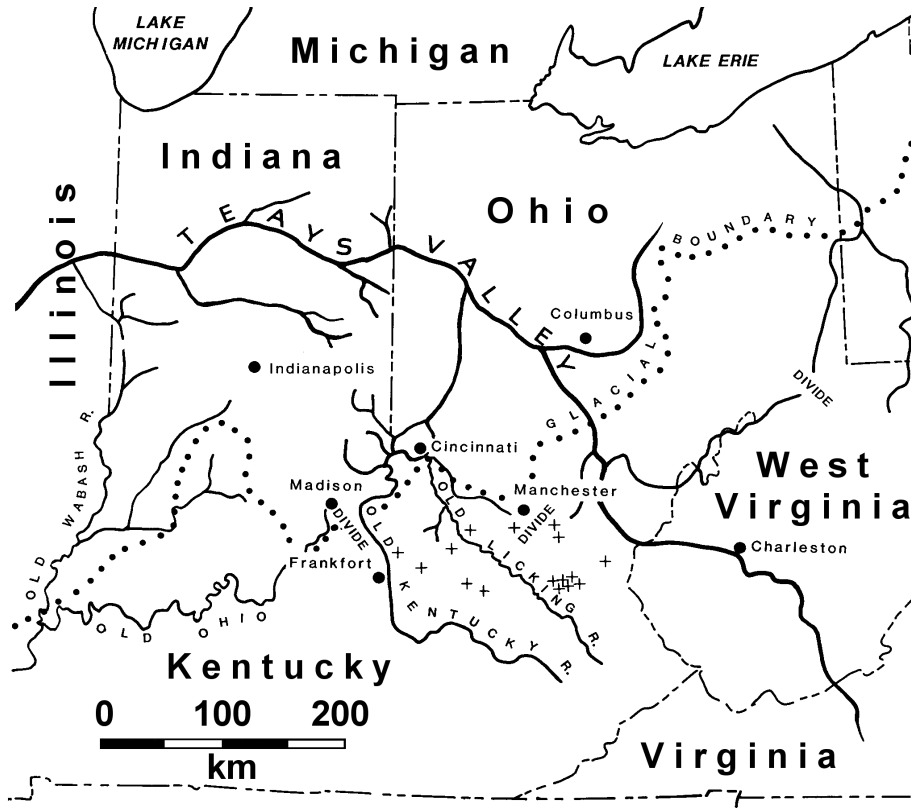 LAKE
MICHIGAN
Michigan
LAKE ERIE
Indiana
Illinois
Ohio
TEAYS VALLEY
BOUNDARY
Columbus
GLACIAL
Indianapolis
DIVIDE
OLD WABASH R.
Cincinnati
West
Virginia
Madison
DIVIDE
Manchester
DIVIDE
OLD LICKING R.
Frankfort
Charleston
OLD KENTUCKY R.
OLD OHIO
Kentucky
0 100 200
km
Virginia